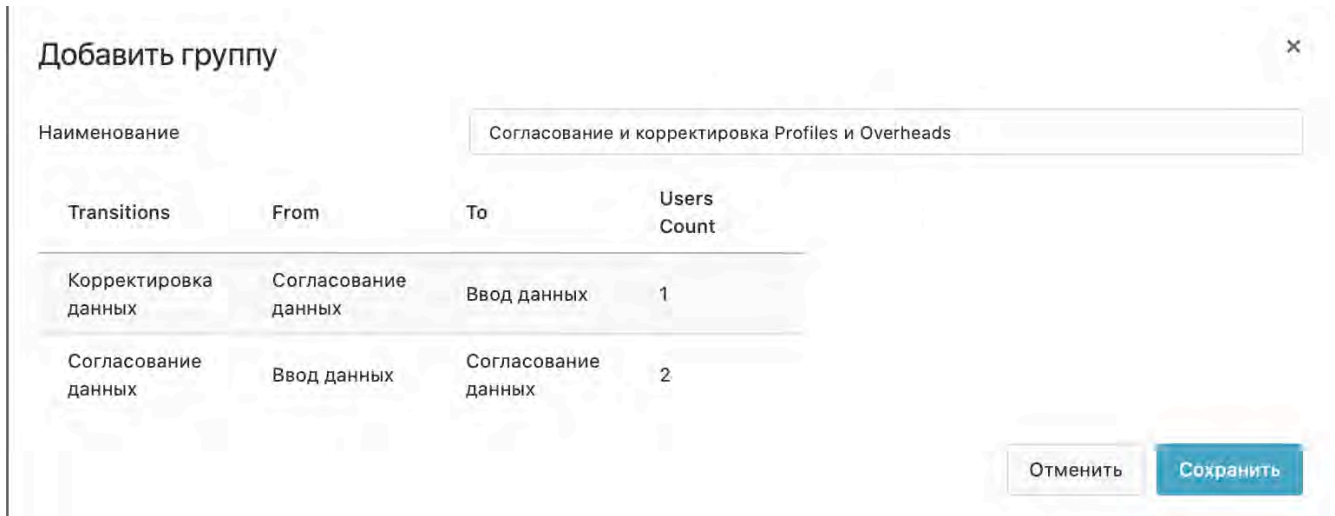 Добавить группу
×
Наименование
Согласование и корректировка Profiles и Overheads
Transitions
From
To
Users
Count
Корректировка
данных
Согласование
данных
Ввод данных
1
Согласование
данных
Ввод данных
Согласование
данных
2
Отменить
Сохранить